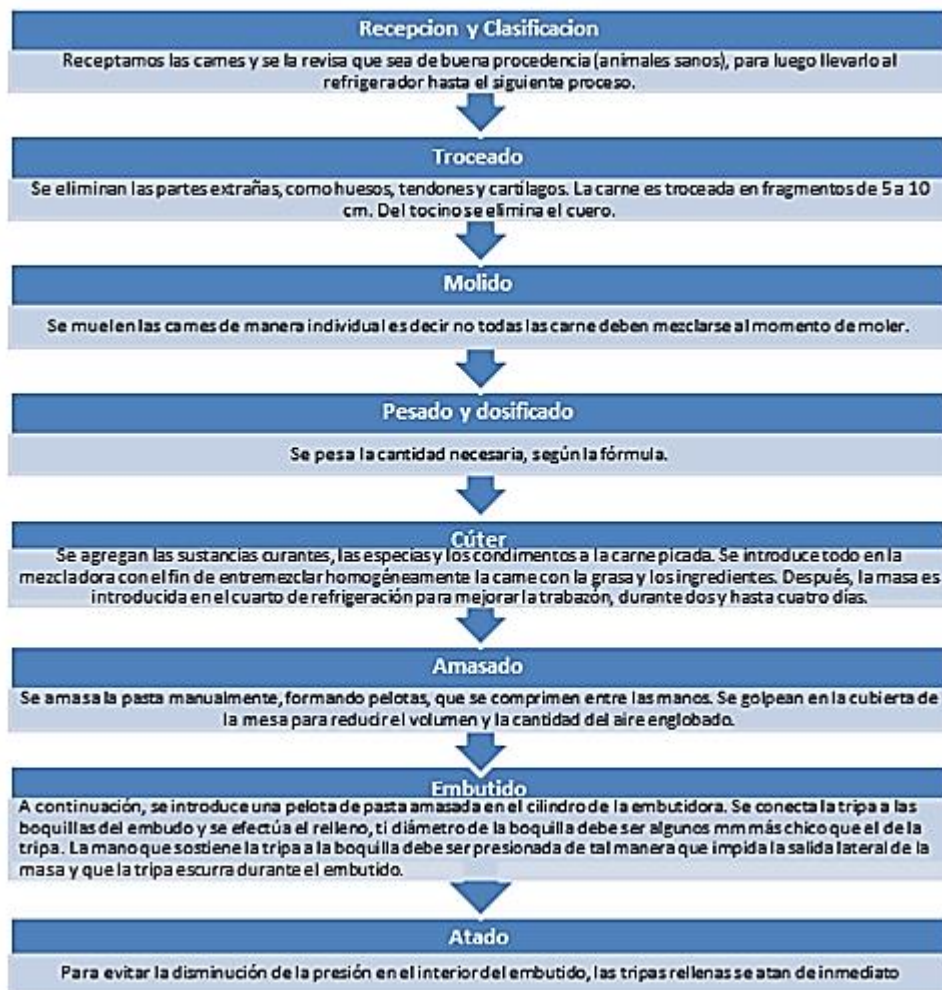 Recepcion y Clasificacion
Receptamos las carnes y se la revisa que sea de buena procedencia (animales sanos), para luego llevarlo al
refrigerador hasta el siguiente proceso.
Troceado
Se eliminan las partes extrañas, como huesos, tendones y cartílagos. La carne es troceada en fragmentos de 5 a 10
cm. Del tocino se elimina el cuero.
Molido
Se muelen las carnes de manera individual es decir no todas las carne deben mezclarse al momento de moler.
Pesado y dosificado
Se pesa la cantidad necesaria, según la fórmula.
Cúter
Se agregan las sustancias curantes, las especias y los condimentos a la carne picada. Se introduce todo en la
mezcladora con el fin de entremezclar homogéneamente la carne con la grasa y los ingredientes. Después, la masa es
introducida en el cuarto de refrigeración para mejorar la trabazón, durante dos y hasta cuatro días.
Amasado
Se amasa la pasta manualmente, formando pelotas, que se comprimen entre las manos. Se golpean en la cubierta de
la mesa para reducir el volumen y la cantidad del aire englobado.
Embutido
A continuación, se introduce una pelota de pasta amasada en el cilindro de la embutidora. Se conecta la tripa a las
boquillas del embudo y se efectúa el relleno, ti diámetro de la boquilla debe ser algunos mm más chico que el de la
tripa. La mano que sostiene la tripa a la boquilla debe ser presionada de tal manera que impida la salida lateral de la
masa y que la tripa escurra durante el embutido.
Atado
Para evitar la disminución de la presión en el interior del embutido, las tripas rellenas se atan de inmediato